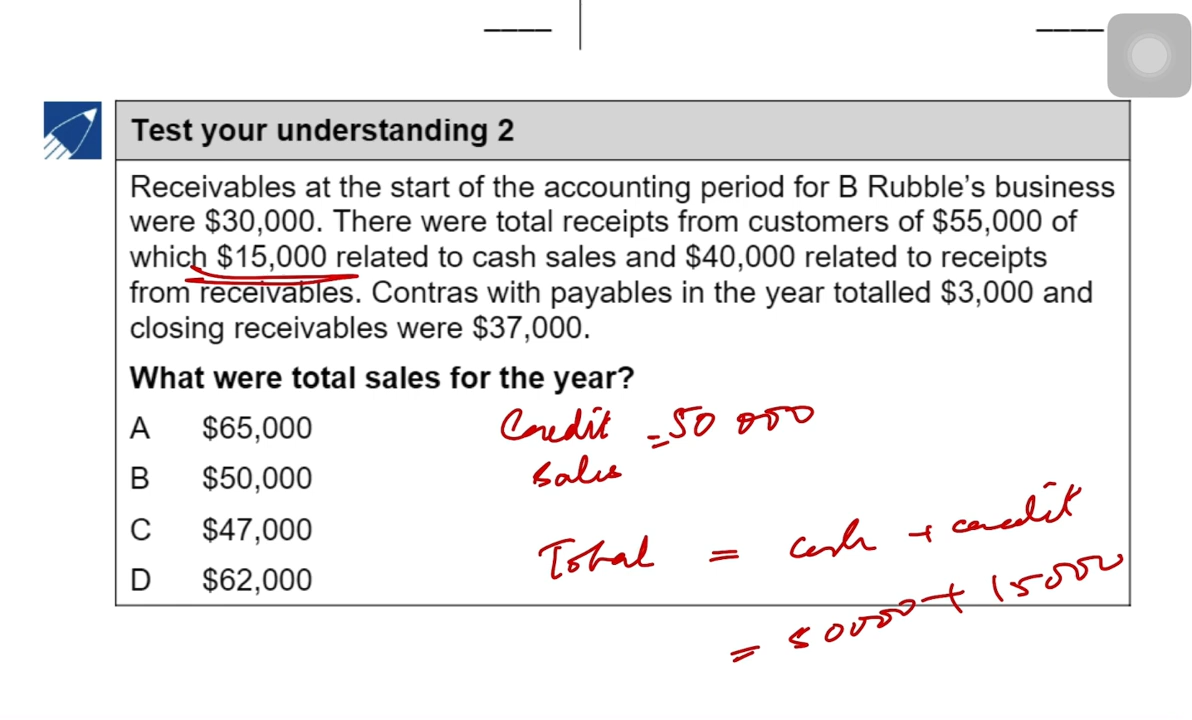 Test your understanding 2
Receivables at the start of the accounting period for B Rubble's business
were $30,000. There were total receipts from customers of $55,000 of
which $15,000 related to cash sales and $40,000 related to receipts
from receivables. Contras with payables in the year totalled $3,000 and
closing receivables were $37,000.
What were total sales for the year?
A $65,000
B $50,000
C $47,000
D $62,000
Credit = 50 000
Sales
Total = cash + credit
= 50000 + 15000